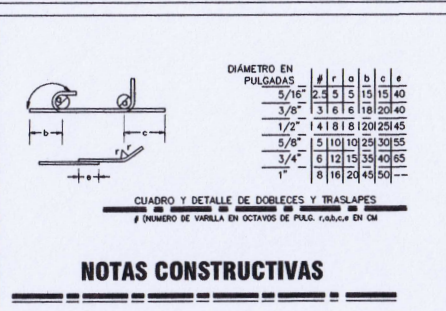 DIÁMETRO EN
PULGADAS # r a b c e
5/16" 2.5 5 5 15 15 40
3/8" 3 6 6 18 20 40
1/2" 4 8 8 20 25 45
5/8" 5 10 10 25 30 55
3/4" 6 12 15 35 40 65
1" 8 16 20 45 50 --
a a
b c
r r
e
CUADRO Y DETALLE DE DOBLECES Y TRASLAPES
# (NUMERO DE VARILLA EN OCTAVOS DE PULG. r,a,b,c,e EN CM
NOTAS CONSTRUCTIVAS